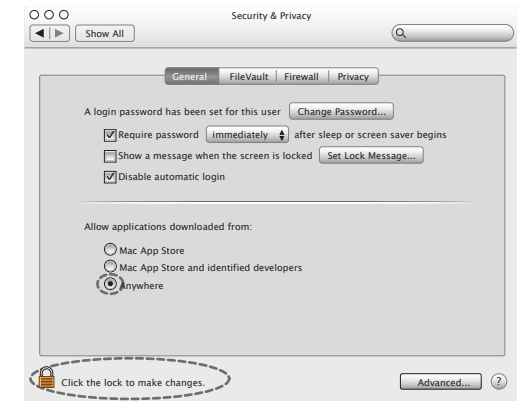 Security & Privacy
Show All
General FileVault Firewall Privacy
A login password has been set for this user Change Password...
Require password immediately after sleep or screen saver begins
Show a message when the screen is locked Set Lock Message...
Disable automatic login
Allow applications downloaded from:
Mac App Store
Mac App Store and identified developers
Anywhere
Click the lock to make changes. Advanced... ?